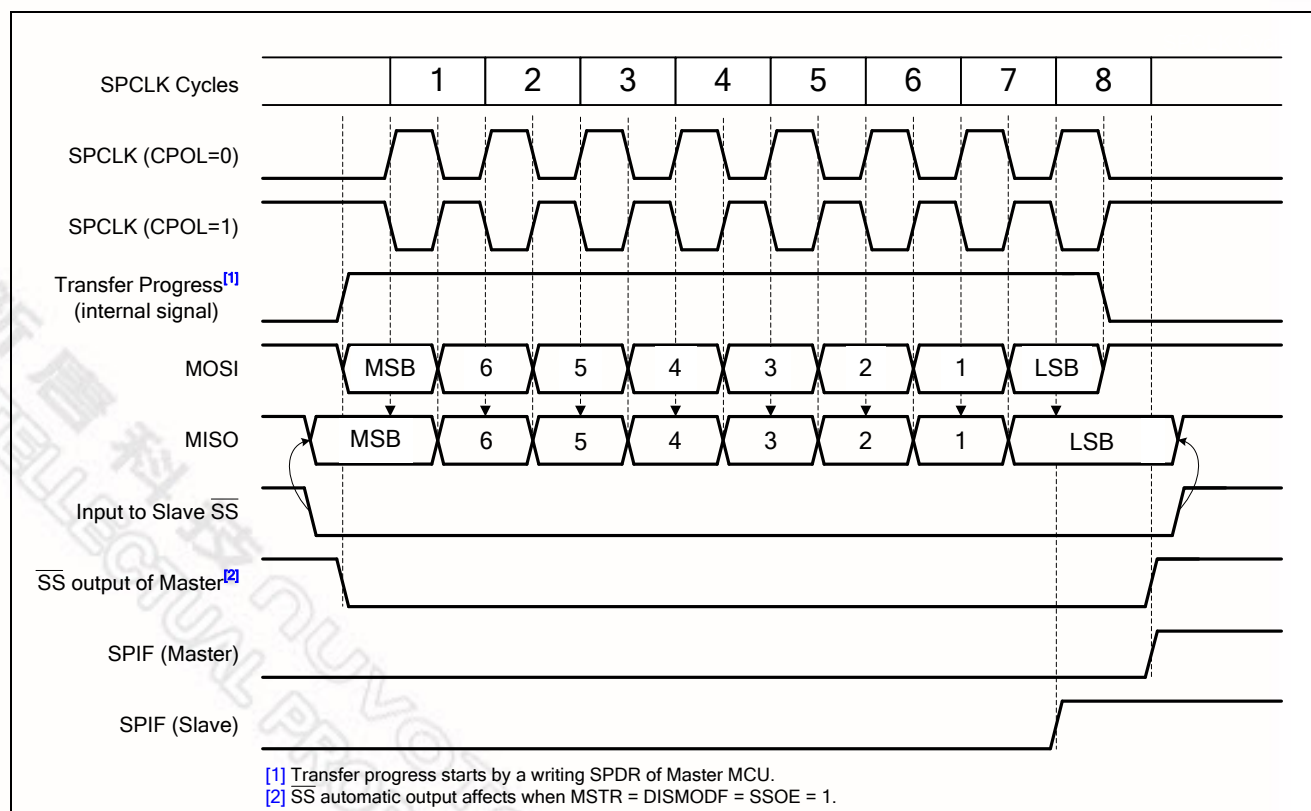 SPCLK Cycles 1 2 3 4 5 6 7 8
SPCLK (CPOL=0)
SPCLK (CPOL=1)
Transfer Progress[1]
(internal signal)
MOSI MSB 6 5 4 3 2 1 LSB
MISO MSB 6 5 4 3 2 1 LSB
Input to Slave SS
SS output of Master[2]
SPIF (Master)
SPIF (Slave)
[1] Transfer progress starts by a writing SPDR of Master MCU.
[2] SS automatic output affects when MSTR = DISMODF = SSOE = 1.